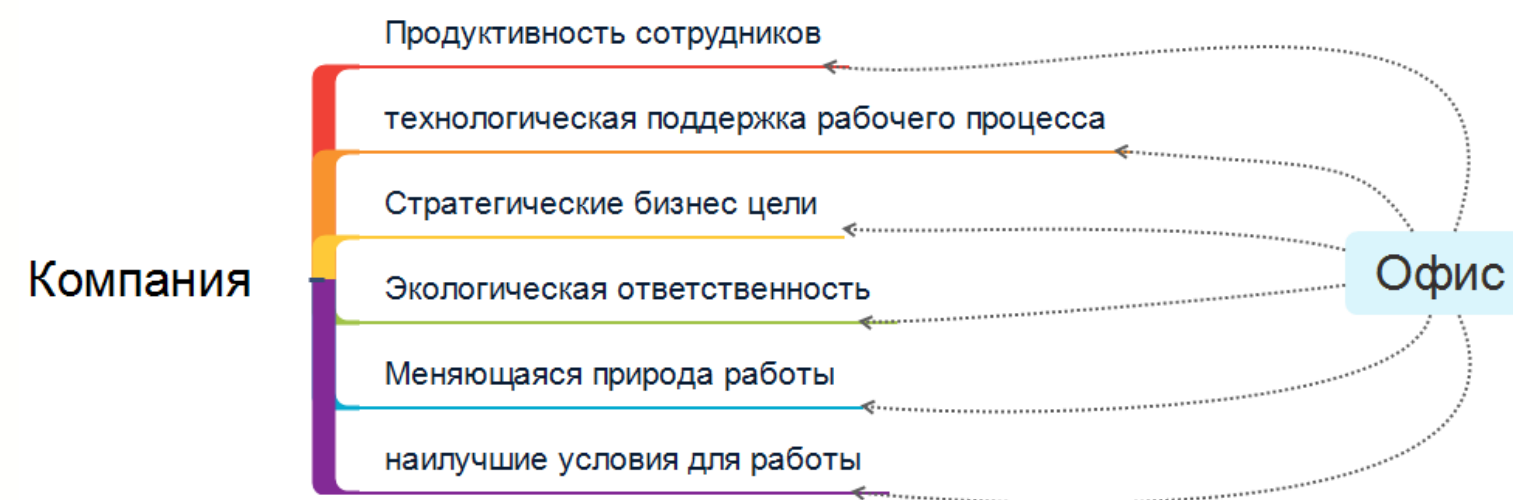 Продуктивность сотрудников
технологическая поддержка рабочего процесса
Стратегические бизнес цели
Компания
Экологическая ответственность
Офис
Меняющаяся природа работы
наилучшие условия для работы